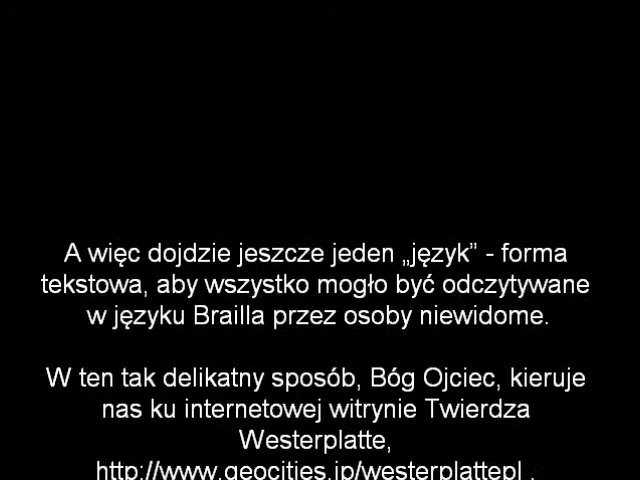 A więc dojdzie jeszcze jeden „język” - forma
tekstowa, aby wszystko mogło być odczytywane
w języku Brailla przez osoby niewidome.
W ten tak delikatny sposób, Bóg Ojciec, kieruje
nas ku internetowej witrynie Twierdza
Westerplatte,
http://www.geocities.jp/westerplattepl .